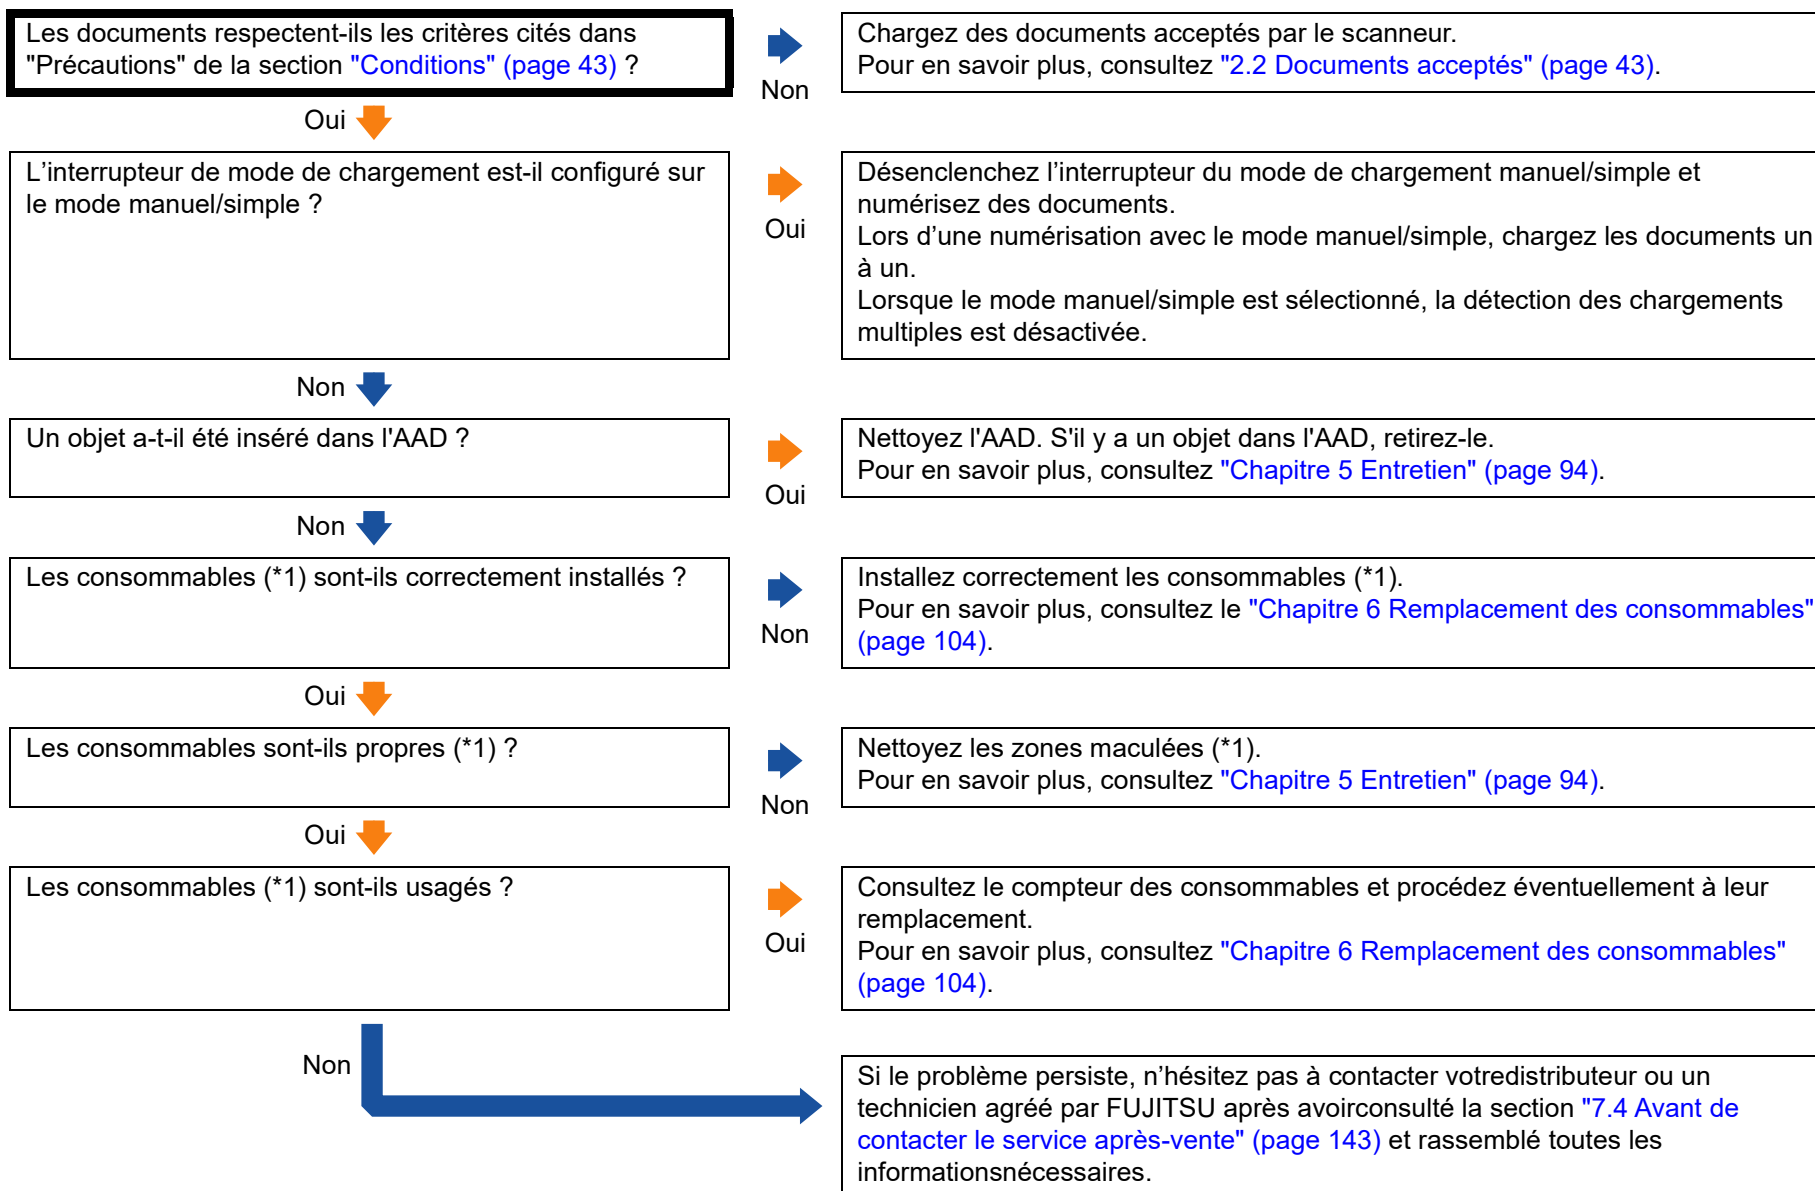 Les documents respectent-ils les critères cités dans
"Précautions" de la section "Conditions" (page 43) ?
Non
Chargez des documents acceptés par le scanneur.
Pour en savoir plus, consultez "2.2 Documents acceptés" (page 43).
Oui
L’interrupteur de mode de chargement est-il configuré sur
le mode manuel/simple ?
Oui
Désenclenchez l’interrupteur du mode de chargement manuel/simple et
numérisez des documents.
Lors d’une numérisation avec le mode manuel/simple, chargez les documents un
à un.
Lorsque le mode manuel/simple est sélectionné, la détection des chargements
multiples est désactivée.
Non
Un objet a-t-il été inséré dans l'AAD ?
Oui
Nettoyez l'AAD. S'il y a un objet dans l'AAD, retirez-le.
Pour en savoir plus, consultez "Chapitre 5 Entretien" (page 94).
Non
Les consommables (*1) sont-ils correctement installés ?
Non
Installez correctement les consommables (*1).
Pour en savoir plus, consultez le "Chapitre 6 Remplacement des consommables"
(page 104).
Oui
Les consommables sont-ils propres (*1) ?
Non
Nettoyez les zones maculées (*1).
Pour en savoir plus, consultez "Chapitre 5 Entretien" (page 94).
Oui
Les consommables (*1) sont-ils usagés ?
Oui
Consultez le compteur des consommables et procédez éventuellement à leur
remplacement.
Pour en savoir plus, consultez "Chapitre 6 Remplacement des consommables"
(page 104).
Non
Si le problème persiste, n’hésitez pas à contacter votredistributeur ou un
technicien agréé par FUJITSU après avoirconsulté la section "7.4 Avant de
contacter le service après-vente" (page 143) et rassemblé toutes les
informationsnécessaires.